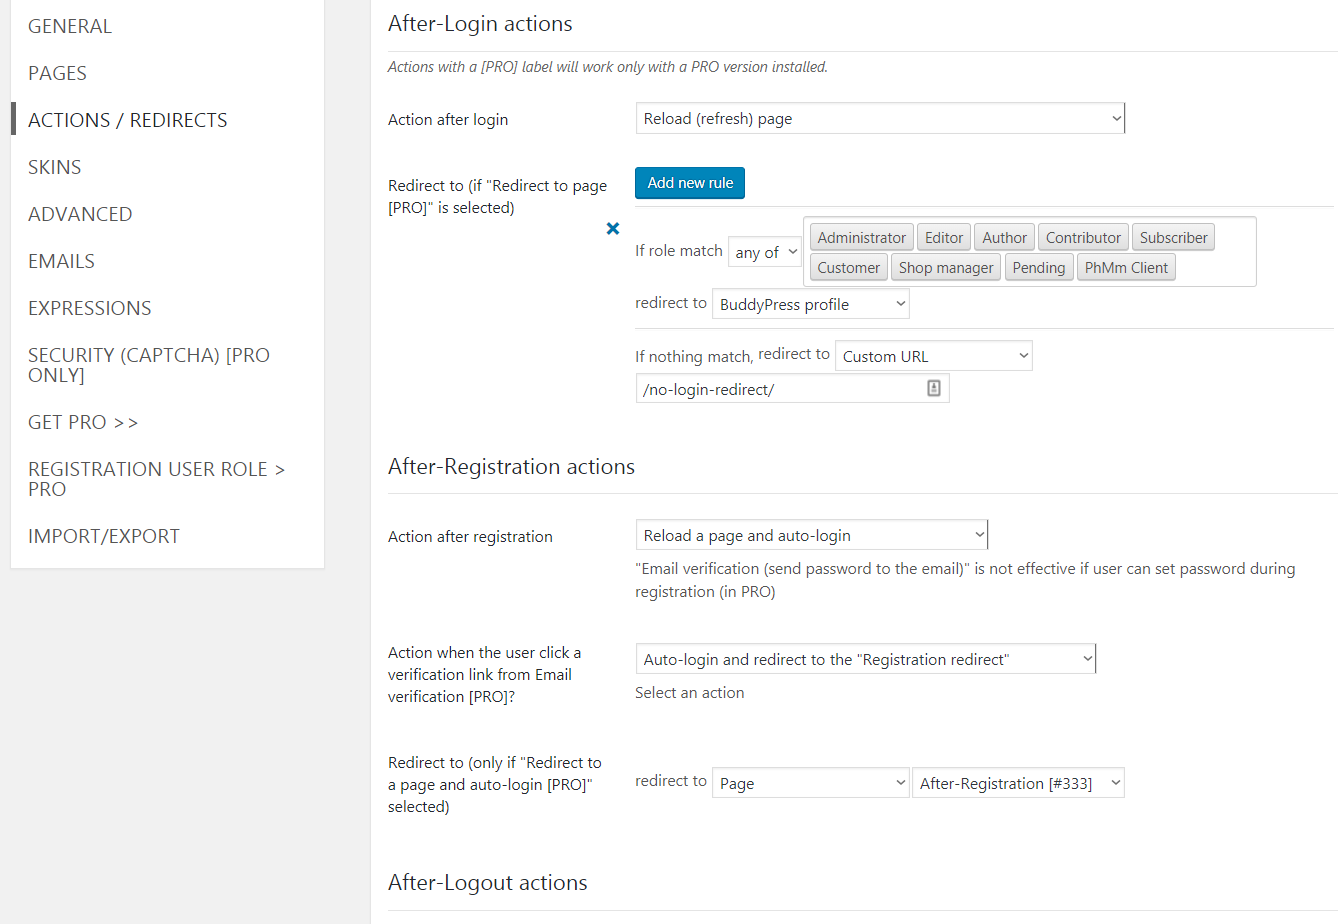 GENERAL
PAGES
ACTIONS / REDIRECTS
SKINS
ADVANCED
EMAILS
EXPRESSIONS
SECURITY (CAPTCHA) [PRO
ONLY]
GET PRO >>
REGISTRATION USER ROLE >
PRO
IMPORT/EXPORT
After-Login actions
Actions with a [PRO] label will work only with a PRO version installed.
Action after login
Reload (refresh) page
Redirect to (if "Redirect to page
[PRO]" is selected)
Add new rule
If role match any of
Administrator Editor Author Contributor Subscriber
Customer Shop manager Pending PhMm Client
redirect to BuddyPress profile
If nothing match, redirect to Custom URL
/no-login-redirect/
After-Registration actions
Action after registration
Reload a page and auto-login
"Email verification (send password to the email)" is not effective if user can set password during
registration (in PRO)
Action when the user click a
verification link from Email
verification [PRO]?
Auto-login and redirect to the "Registration redirect"
Select an action
Redirect to (only if "Redirect to
a page and auto-login [PRO]"
selected)
redirect to Page After-Registration [#333]
After-Logout actions